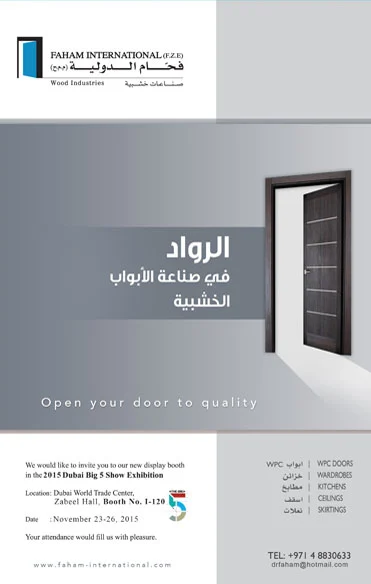 FAHAM INTERNATIONAL (F.Z.E)
فحام الدولية (م.م.ح)
Wood Industries صناعات خشبية
الرواد
في صناعة الأبواب
الخشبية
Open your door to quality
We would like to invite you to our new display booth
in the 2015 Dubai Big 5 Show Exhibition
Location: Dubai World Trade Center,
Zabeel Hall, Booth No. I-120
Date : November 23-26, 2015
Your attendance would fill us with pleasure.
www.faham-international.com
ابواب WPC | WPC DOORS
خزائن | WARDROBES
مطابخ | KITCHENS
اسقف | CEILINGS
نعلات | SKIRTINGS
TEL: +971 4 8830633
drfaham@hotmail.com